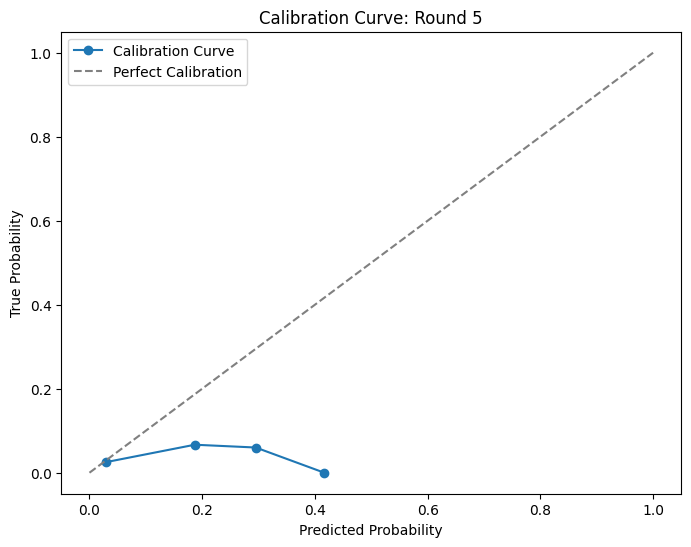 Calibration Curve: Round 5
Calibration Curve
Perfect Calibration
1.0
0.8
0.6
0.4
0.2
0.0
True Probability
0.0 0.2 0.4 0.6 0.8 1.0
Predicted Probability